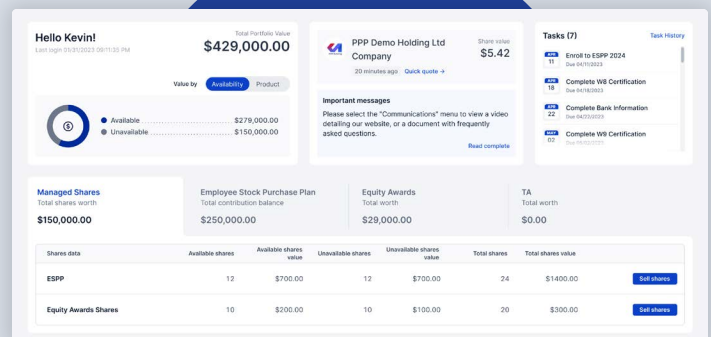 Hello Kevin!
Last login 01/31/2023 09:11:35 PM
Total Portfolio Value
$429,000.00
Value by Availability Product
Available $279,000.00
Unavailable $150,000.00
PPP Demo Holding Ltd
Company
Share value
$5.42
20 minutes ago Quick quote →
Important messages
Please select the "Communications" menu to view a video
detailing our website, or a document with frequently
asked questions.
Read complete
Tasks (7) Task History
APR
11
Enroll to ESPP 2024
Due 04/11/2023
APR
18
Complete W8 Certification
Due 04/18/2023
APR
22
Complete Bank Information
Due 04/22/2023
MAY
02
Complete W9 Certification
Managed Shares
Total shares worth
$150,000.00
Employee Stock Purchase Plan
Total contribution balance
$250,000.00
Equity Awards
Total worth
$29,000.00
TA
Total worth
$0.00
Shares data Available shares Available shares value Unavailable shares Unavailable shares value Total shares Total shares value
ESPP 12 $700.00 12 $700.00 24 $1400.00 Sell shares
Equity Awards Shares 10 $200.00 10 $100.00 20 $300.00 Sell shares